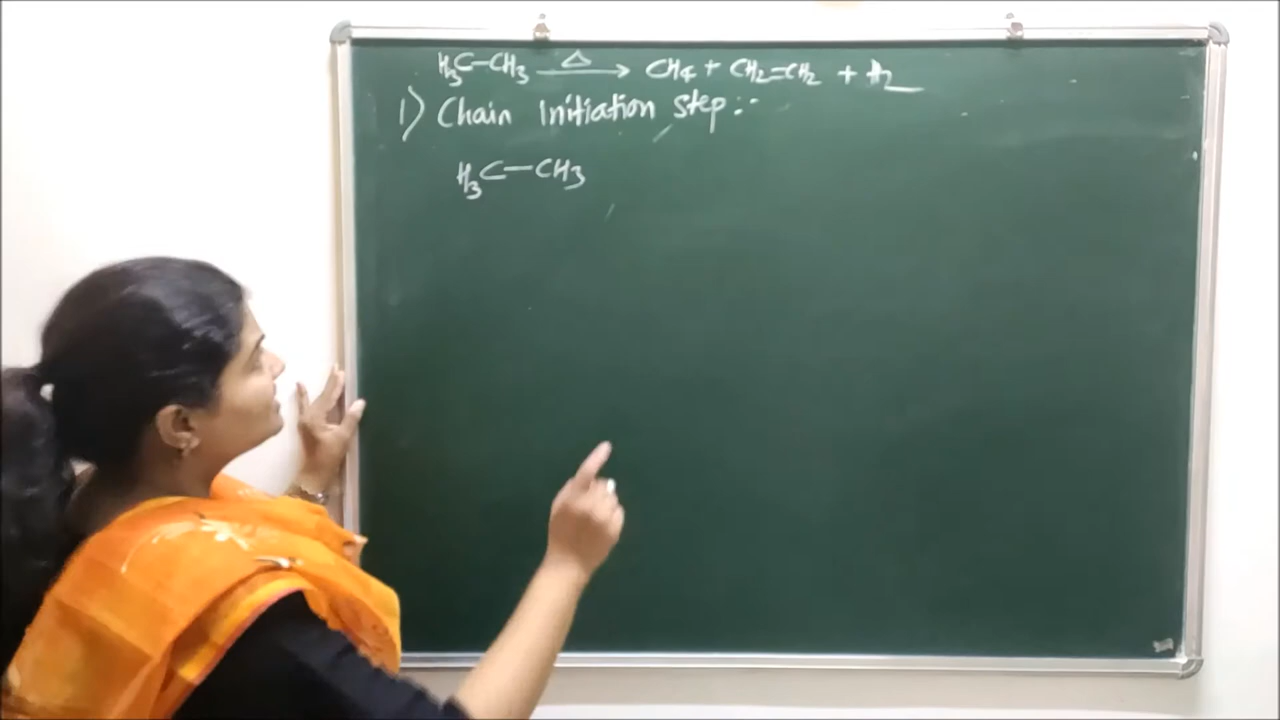 H₃C–CH₃ —Δ→ CH₄ + CH₂=CH₂ + H₂
1) Chain Initiation Step :-
H₃C–CH₃